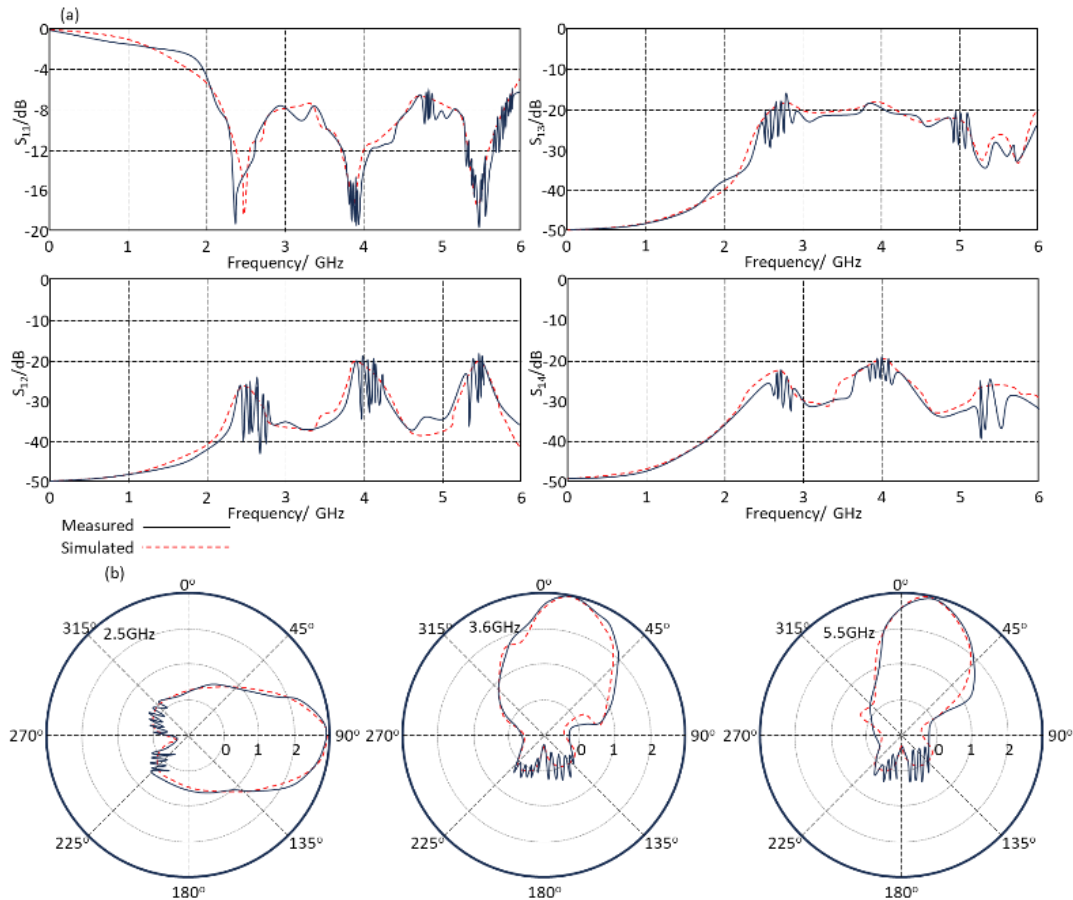 (a)
0
-4
-8
-12
-16
-20
S11/dB
0 1 2 3 4 5 6
Frequency/ GHz
0
-10
-20
-30
-40
-50
S13/dB
0 1 2 3 4 5 6
Frequency/ GHz
0
-10
-20
-30
-40
-50
S12/dB
0 1 2 3 4 5 6
Frequency/ GHz
0
-10
-20
-30
-40
-50
S14/dB
0 1 2 3 4 5 6
Frequency/ GHz
Measured
Simulated
(b)
0°
315° 2.5GHz 45°
270° 0 1 2 90°
225° 135°
180°
0°
315° 3.6GHz 45°
270° 0 1 2 90°
225° 135°
180°
0°
315° 5.5GHz 45°
270° 0 1 2 90°
225° 135°
180°